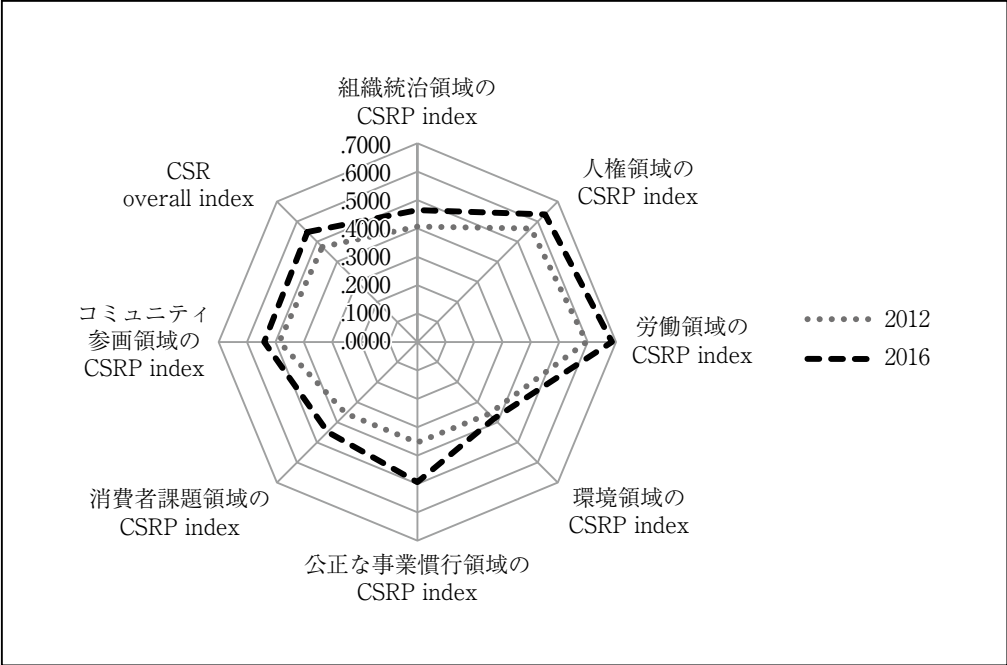 組織統治領域の
CSRP index
人権領域の
CSRP index
労働領域の
CSRP index
環境領域の
CSRP index
公正な事業慣行領域の
CSRP index
消費者課題領域の
CSRP index
コミュニティ
参画領域の
CSRP index
CSR
overall index
.7000
.6000
.5000
.4000
.3000
.2000
.1000
.0000
2012
2016